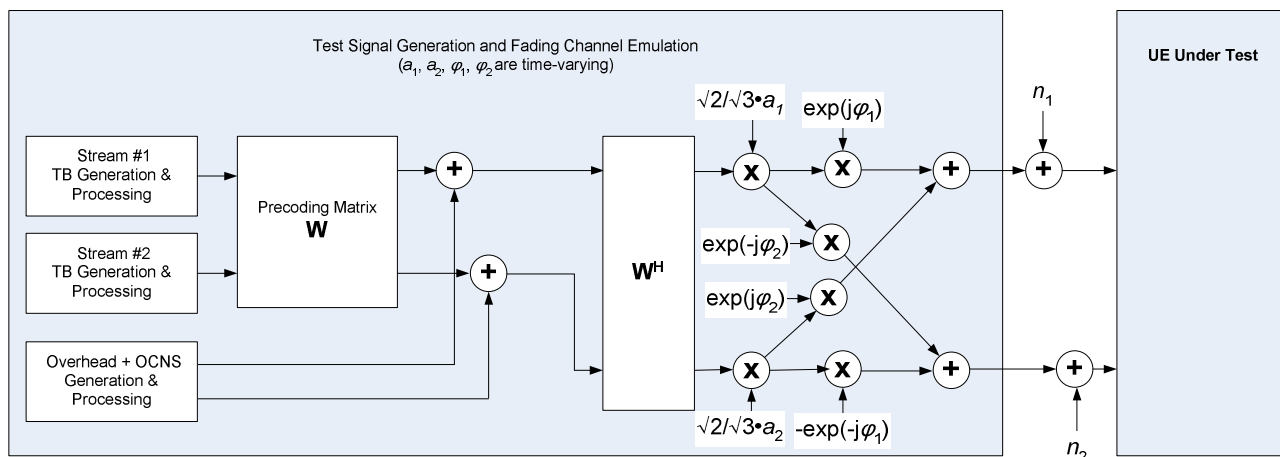 Test Signal Generation and Fading Channel Emulation
(a1, a2, φ1, φ2 are time-varying)
UE Under Test
√2/√3•a1
exp(jφ1)
n1
Stream #1
TB Generation &
Processing
Precoding Matrix
W
+
x
x
+
+
Stream #2
TB Generation &
Processing
+
W^H
exp(-jφ2)
x
exp(jφ2)
x
Overhead + OCNS
Generation &
Processing
x
x
+
+
√2/√3•a2
-exp(-jφ1)
n2